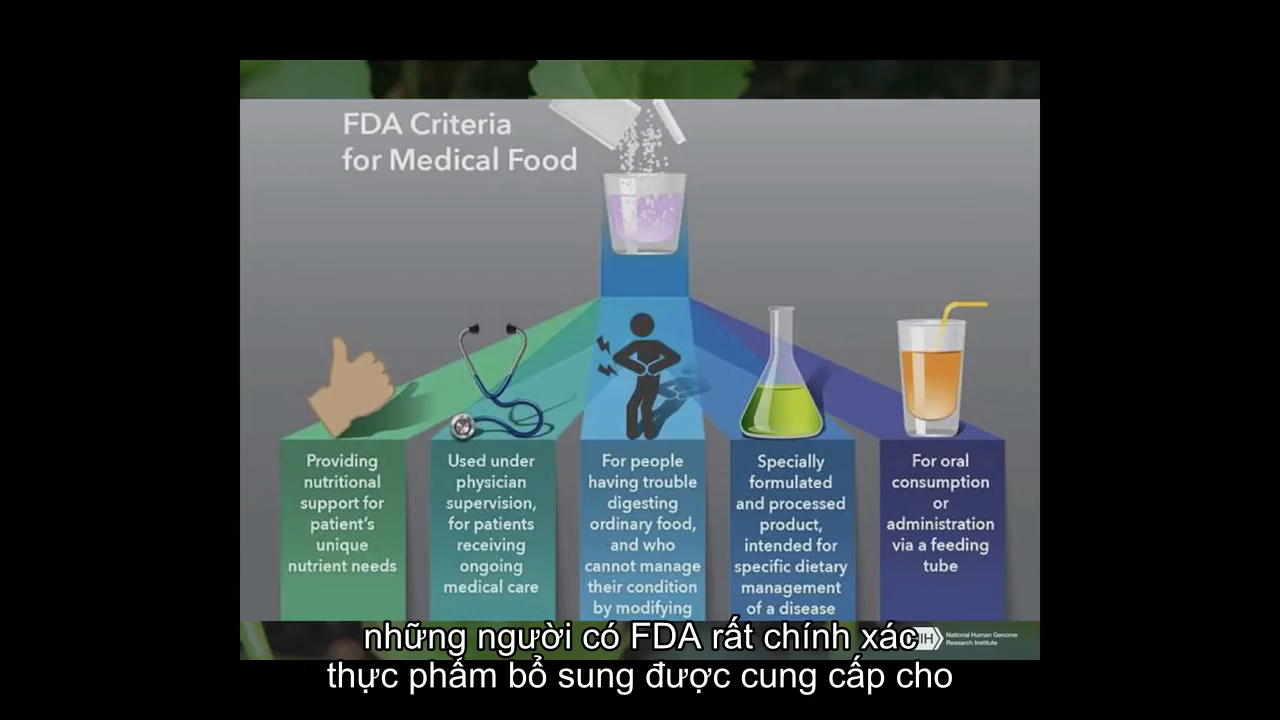 FDA Criteria
for Medical Food
Providing
nutritional
support for
patient's
unique
nutrient needs
Used under
physician
supervision,
for patients
receiving
ongoing
medical care
For people
having trouble
digesting
ordinary food,
and who
cannot manage
their condition
by modifying
Specially
formulated
and processed
product,
intended for
specific dietary
management
of a disease
For oral
consumption
or
administration
via a feeding
tube
National Human Genome
Research Institute
những người có FDA rất chính xác
thực phẩm bổ sung được cung cấp cho